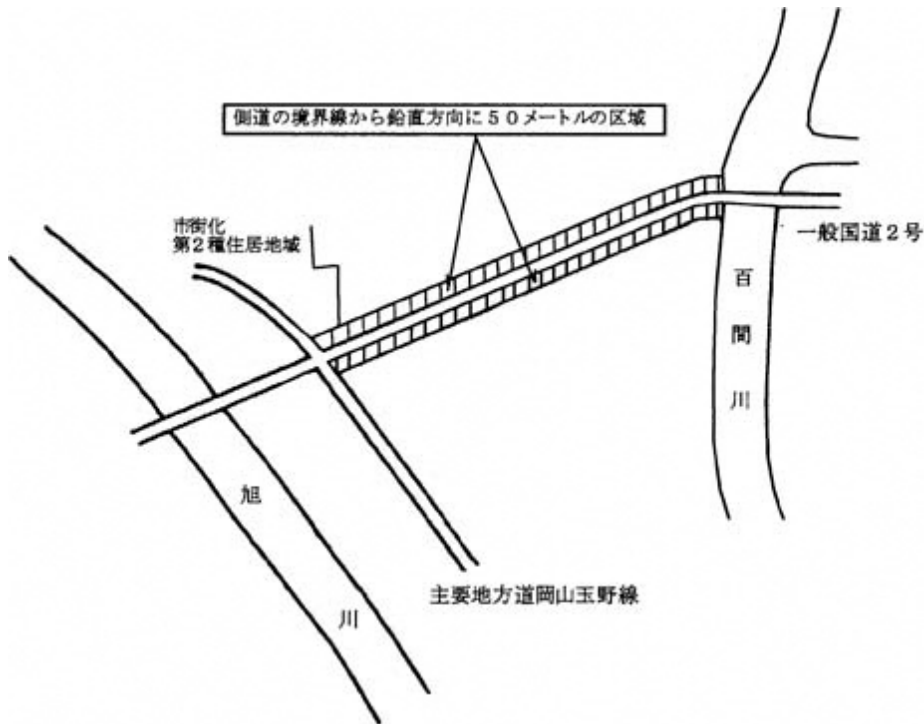 側道の境界線から鉛直方向に50メートルの区域
市街化
第2種住居地域
一般国道2号
百間川
旭川
主要地方道岡山玉野線